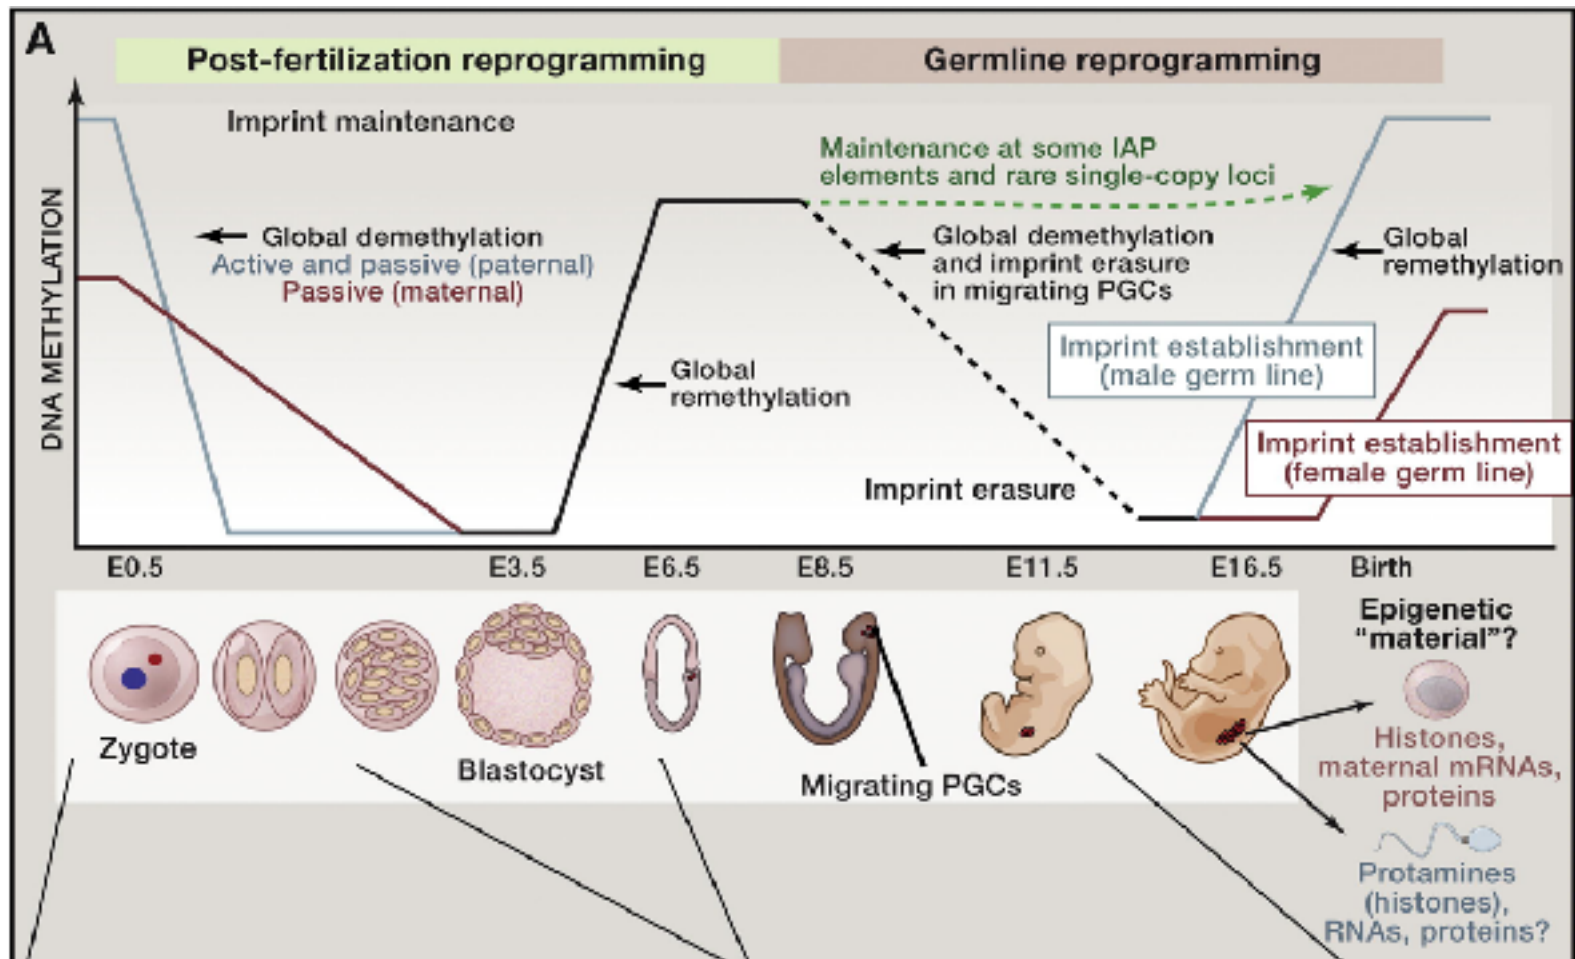 A
Post-fertilization reprogramming
Germline reprogramming
DNA METHYLATION
Imprint maintenance
Global demethylation
Active and passive (paternal)
Passive (maternal)
Global
remethylation
Maintenance at some IAP
elements and rare single-copy loci
Global demethylation
and imprint erasure
in migrating PGCs
Imprint erasure
Global
remethylation
Imprint establishment
(male germ line)
Imprint establishment
(female germ line)
E0.5
E3.5
E6.5
E8.5
E11.5
E16.5
Birth
Zygote
Blastocyst
Migrating PGCs
Epigenetic
"material"?
Histones,
maternal mRNAs,
proteins
Protamines
(histones),
RNAs, proteins?